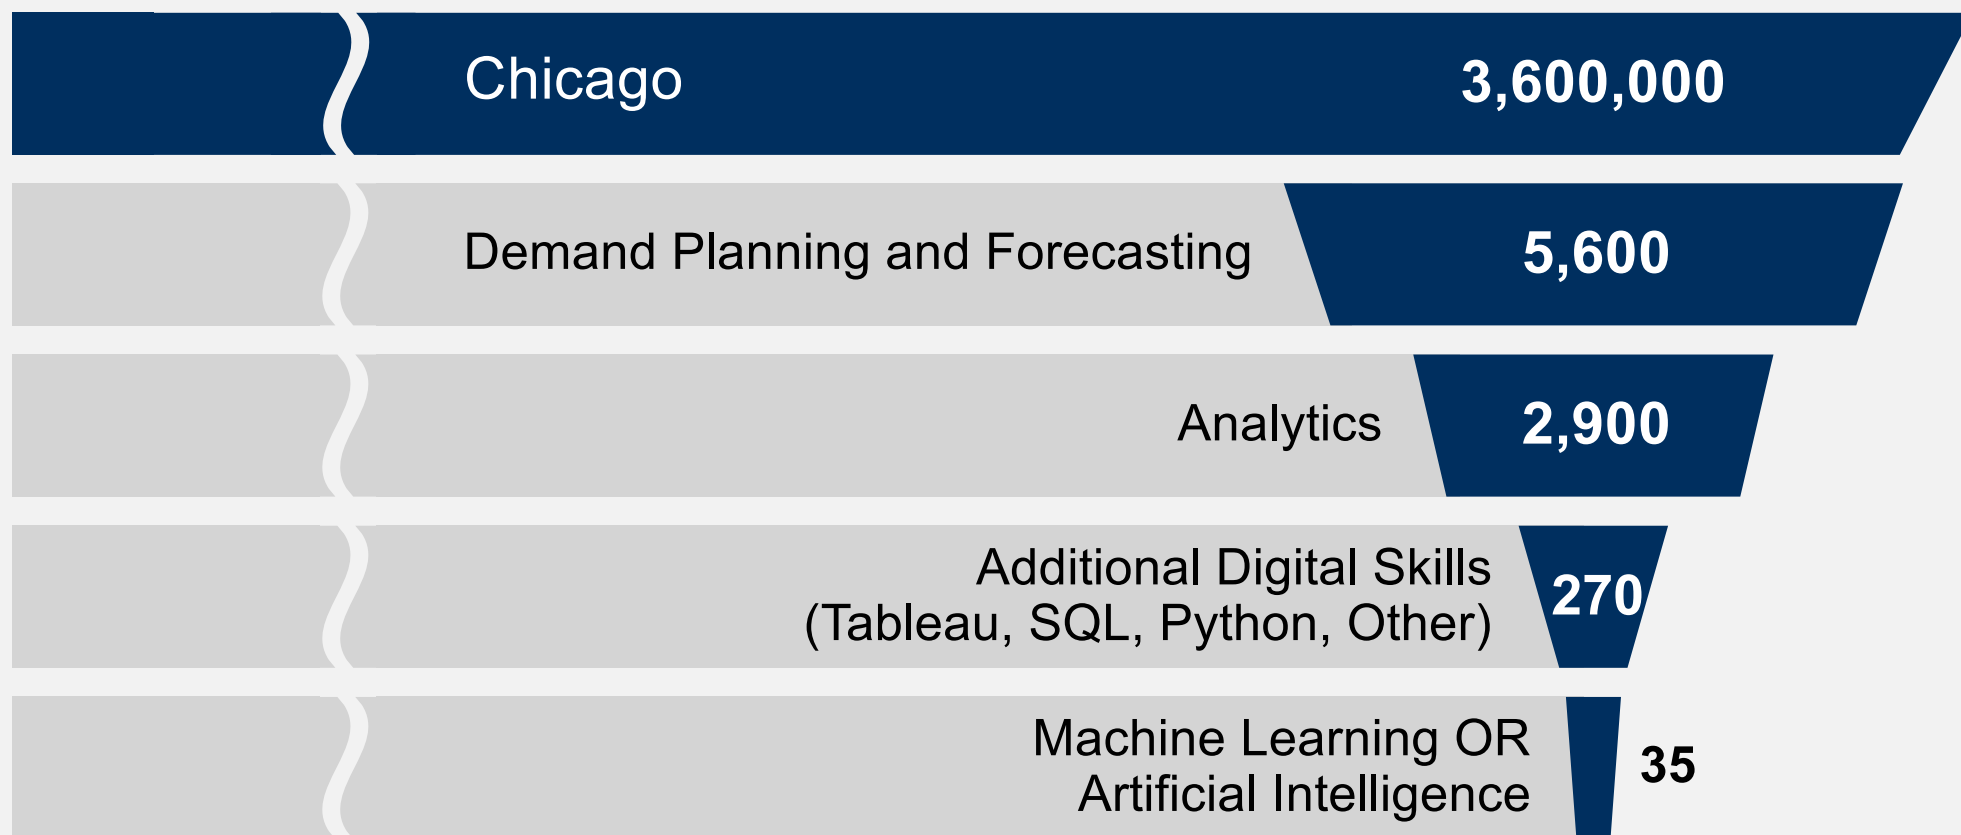 Chicago 3,600,000
Demand Planning and Forecasting 5,600
Analytics 2,900
Additional Digital Skills
(Tableau, SQL, Python, Other) 270
Machine Learning OR
Artificial Intelligence 35